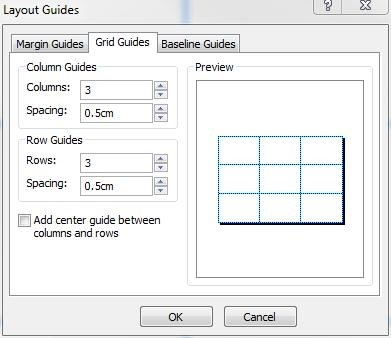 Layout Guides
? X
Margin Guides Grid Guides Baseline Guides
Column Guides
Columns: 3
Spacing: 0.5cm
Row Guides
Rows: 3
Spacing: 0.5cm
Add center guide between
columns and rows
Preview
OK Cancel